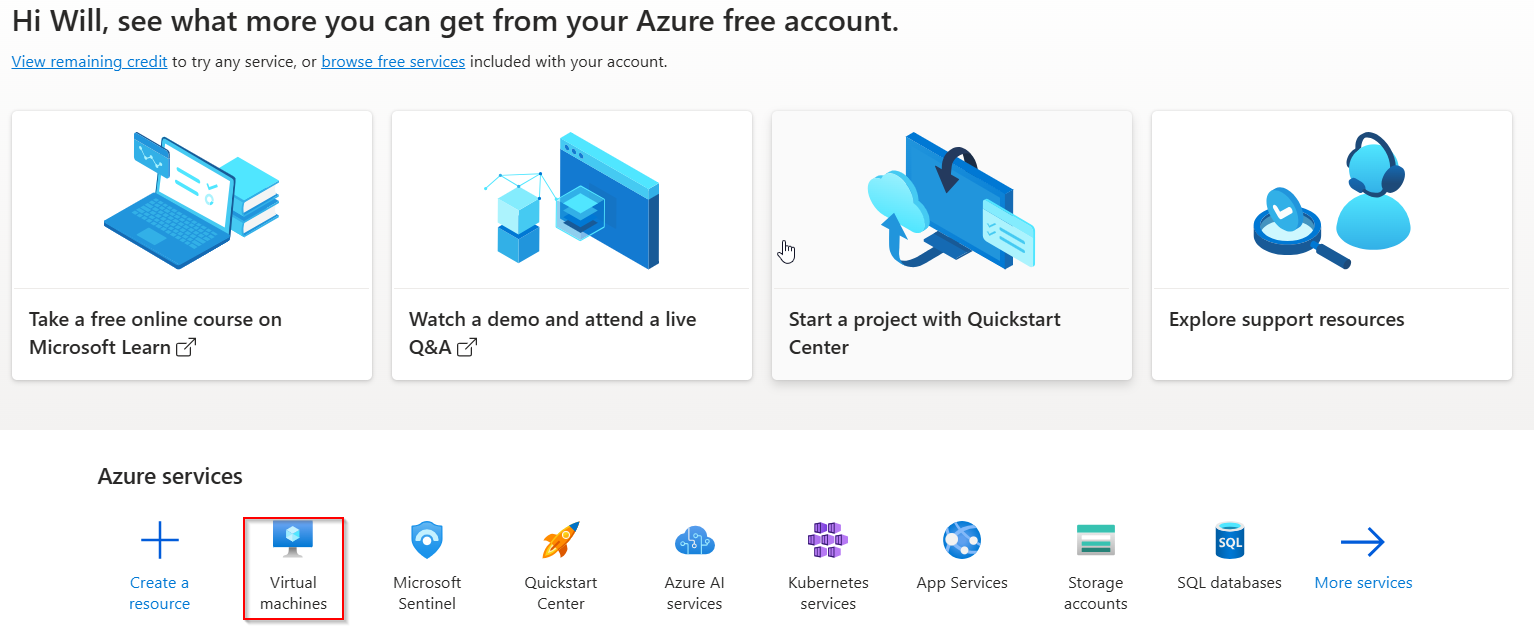 Hi Will, see what more you can get from your Azure free account.
View remaining credit to try any service, or browse free services included with your account.
Take a free online course on
Microsoft Learn
Watch a demo and attend a live
Q&A
Start a project with Quickstart
Center
Explore support resources
Azure services
Create a
resource
Virtual
machines
Microsoft
Sentinel
Quickstart
Center
Azure AI
services
Kubernetes
services
App Services
Storage
accounts
SQL
SQL databases
More services